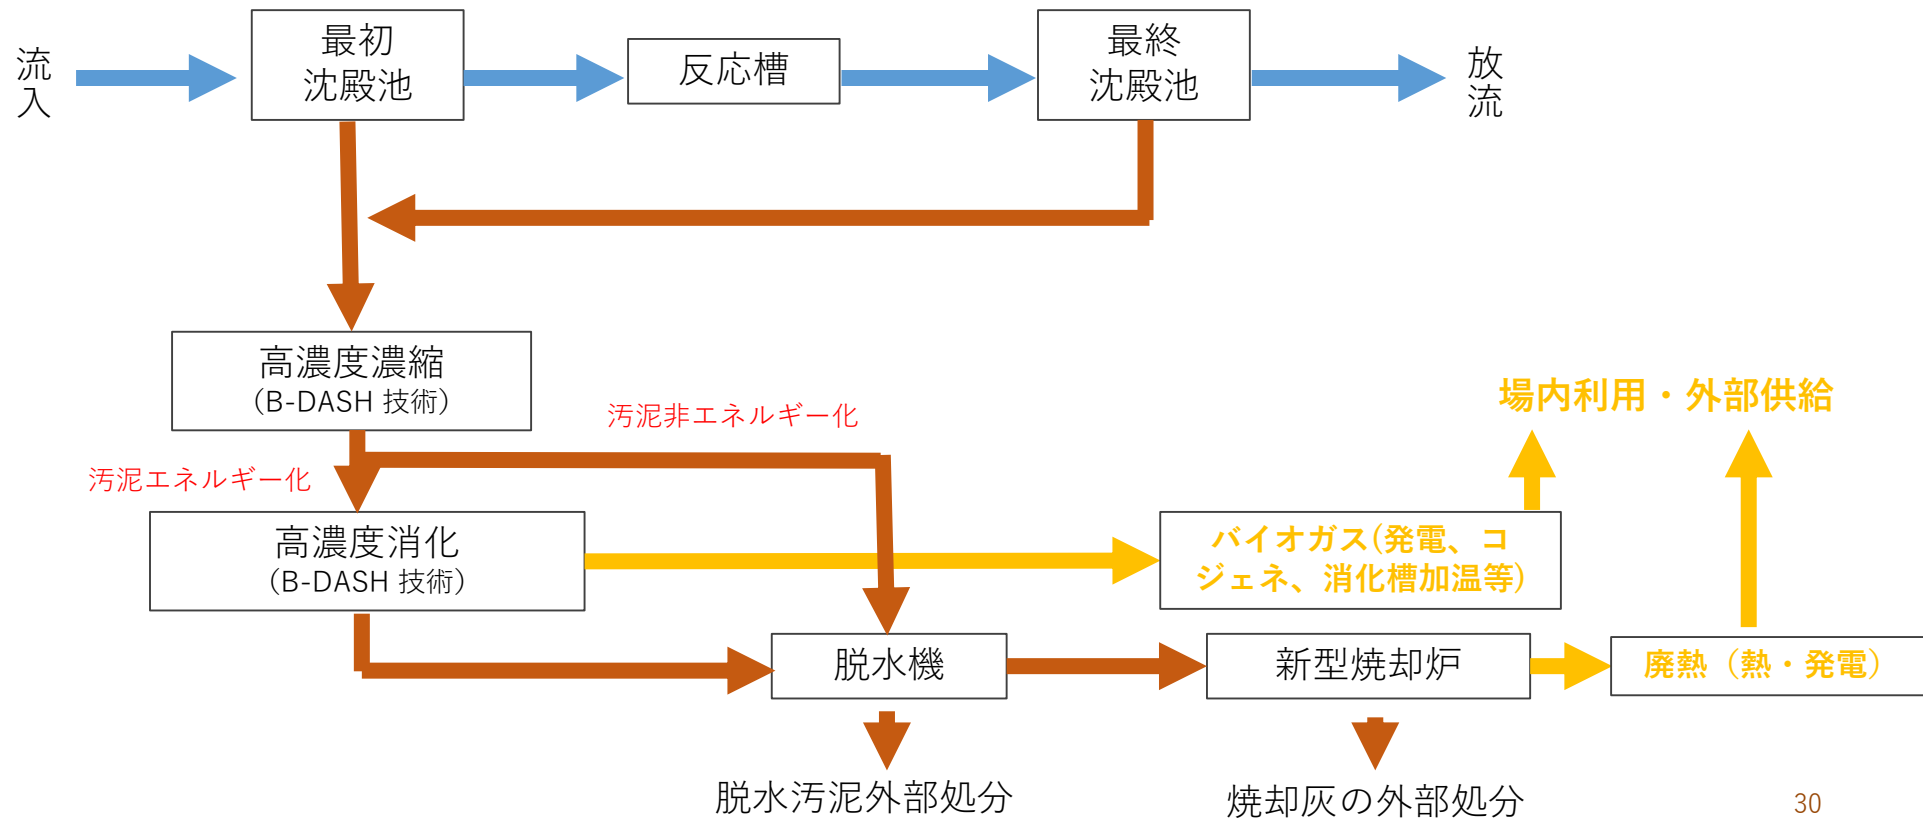 流入
最初
沈殿池
反応槽
最終
沈殿池
放流
高濃度濃縮
（B-DASH 技術）
汚泥非エネルギー化
場内利用・外部供給
汚泥エネルギー化
高濃度消化
（B-DASH 技術）
バイオガス(発電、コ
ジェネ、消化槽加温等)
脱水機
新型焼却炉
廃熱（熱・発電）
脱水汚泥外部処分
焼却灰の外部処分
30